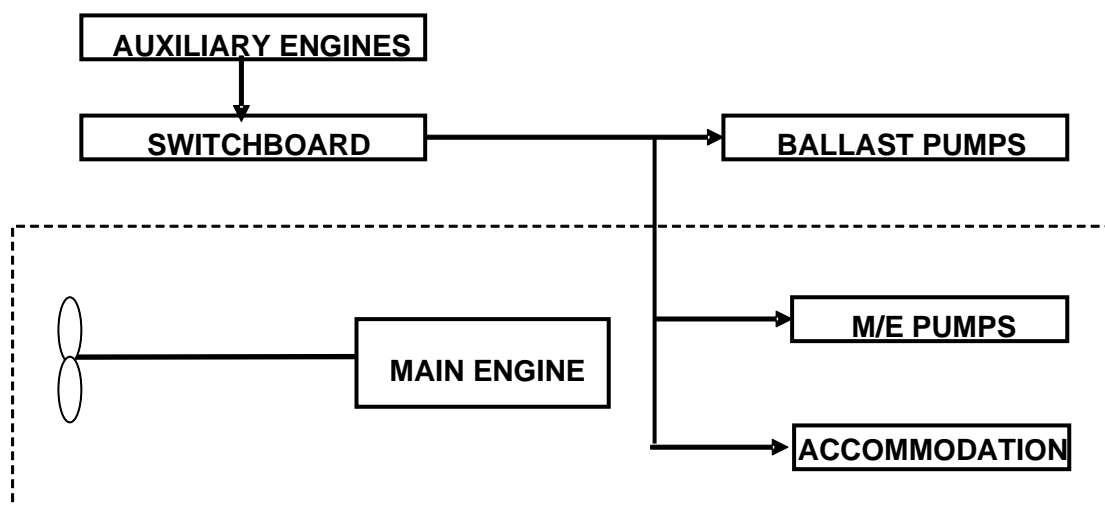 AUXILIARY ENGINES
SWITCHBOARD
BALLAST PUMPS
M/E PUMPS
MAIN ENGINE
ACCOMMODATION